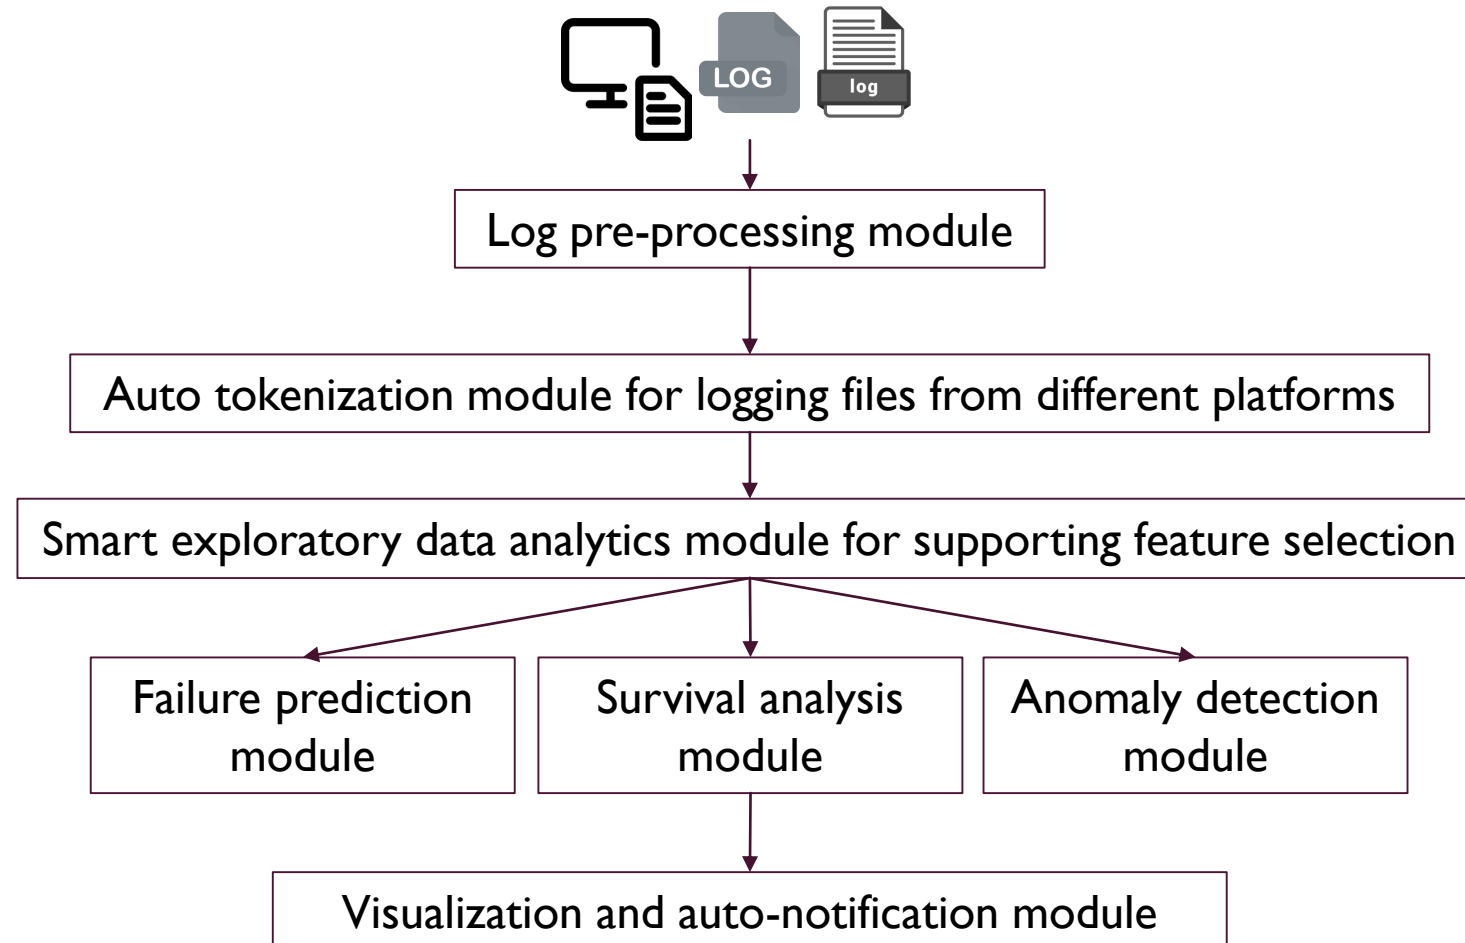 LOG
log
Log pre-processing module
Auto tokenization module for logging files from different platforms
Smart exploratory data analytics module for supporting feature selection
Failure prediction
module
Survival analysis
module
Anomaly detection
module
Visualization and auto-notification module